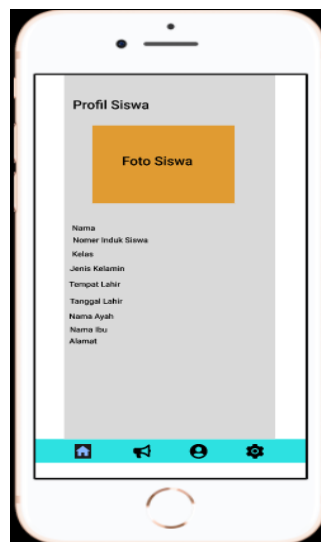 Profil Siswa
Foto Siswa
Nama
Nomer Induk Siswa
Kelas
Jenis Kelamin
Tempat Lahir
Tanggal Lahir
Nama Ayah
Nama Ibu
Alamat